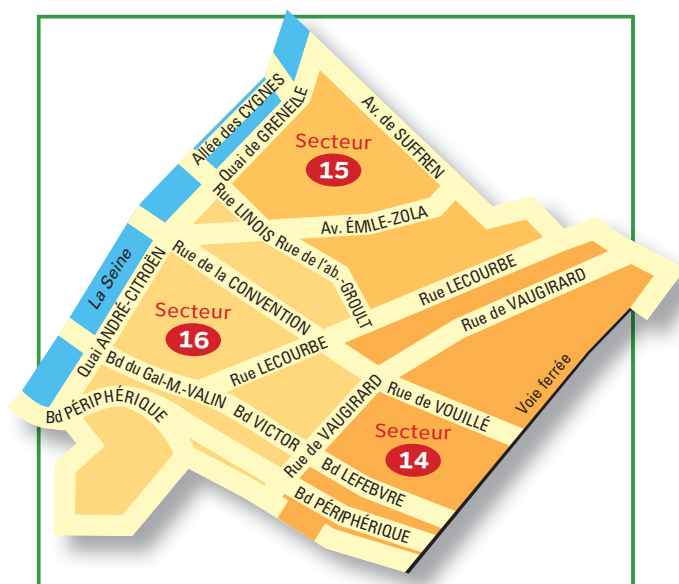 Allée des CYGNES
Quai de GRENELLE
Av. de SUFFREN
Secteur
15
Rue LINOIS
Rue de l'ab.-GROULT
Av. ÉMILE-ZOLA
La Seine
Quai ANDRÉ-CITROËN
Rue de la CONVENTION
Rue LECOURBE
Rue de VAUGIRARD
Secteur
16
Rue LECOURBE
Bd du Gal-M.-VALIN
Bd VICTOR
Bd PÉRIPHÉRIQUE
Rue de VAUGIRARD
Rue de VOUILLÉ
Voie ferrée
Secteur
14
Bd LEFEBVRE
Bd PÉRIPHÉRIQUE